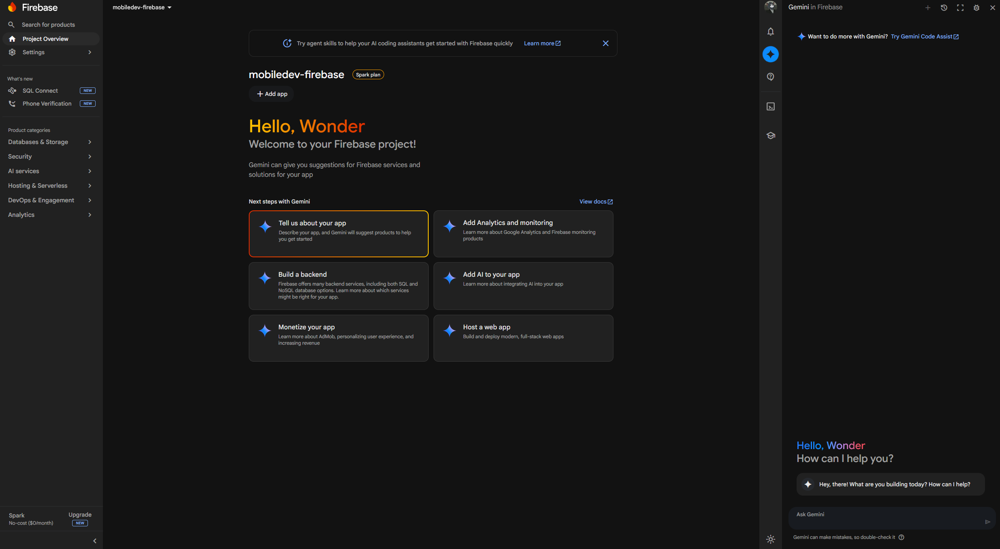 Firebase
Search for products
Project Overview
Settings
What's new
SQL Connect
NEW
Phone Verification
NEW
Product categories
Databases & Storage
Security
AI services
Hosting & Serverless
DevOps & Engagement
Analytics
Spark
No-cost ($0/month)
Upgrade
NEW
mobiledev-firebase
Try agent skills to help your AI coding assistants get started with Firebase quickly
Learn more
mobiledev-firebase
Spark plan
Add app
Hello, Wonder
Welcome to your Firebase project!
Gemini can give you suggestions for Firebase services and
solutions for your app
Next steps with Gemini
View docs
Tell us about your app
Describe your app, and Gemini will suggest products to help
you get started
Add Analytics and monitoring
Learn more about Google Analytics and Firebase monitoring
products
Build a backend
Firebase offers many backend services, including both SQL and
NoSQL database options. Learn more about which services
might be right for your app.
Add AI to your app
Learn more about integrating AI into your app
Monetize your app
Learn more about AdMob, personalizing user experience, and
increasing revenue
Host a web app
Build and deploy modern, full-stack web apps
Gemini in Firebase
Want to do more with Gemini? Try Gemini Code Assist
Hello, Wonder
How can I help you?
Hey, there! What are you building today? How can I help?
Ask Gemini
Gemini can make mistakes, so double-check it